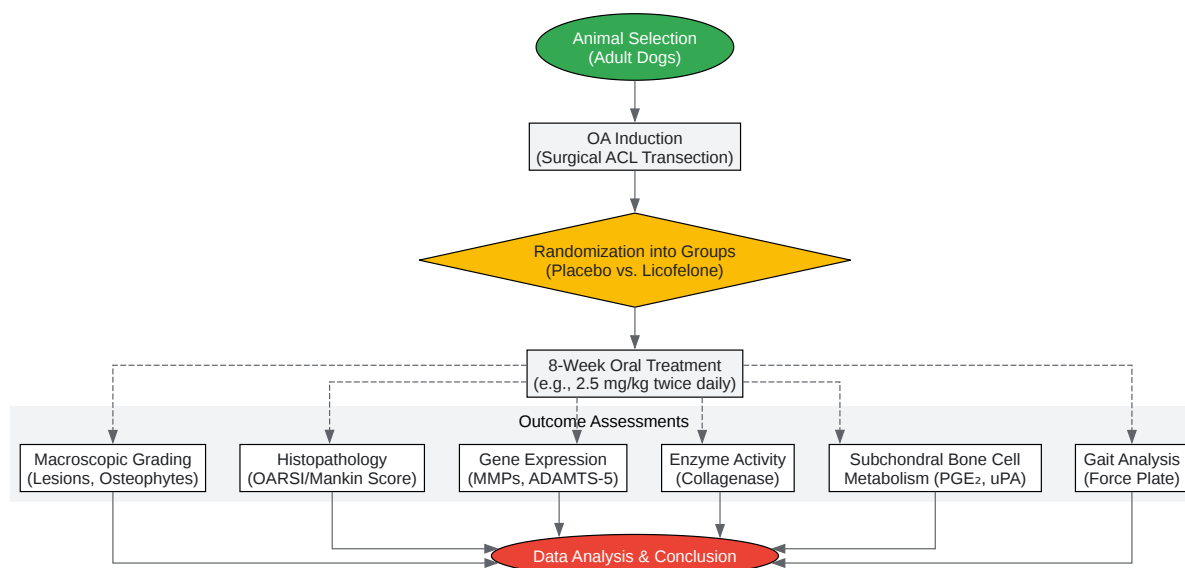 Animal Selection
(Adult Dogs)
OA Induction
(Surgical ACL Transection)
Randomization into Groups
(Placebo vs. Licofelone)
8-Week Oral Treatment
(e.g., 2.5 mg/kg twice daily)
Outcome Assessments
Macroscopic Grading
(Lesions, Osteophytes)
Histopathology
(OARSI/Mankin Score)
Gene Expression
(MMPs, ADAMTS-5)
Enzyme Activity
(Collagenase)
Subchondral Bone Cell
Metabolism (PGE₂, uPA)
Gait Analysis
(Force Plate)
Data Analysis & Conclusion